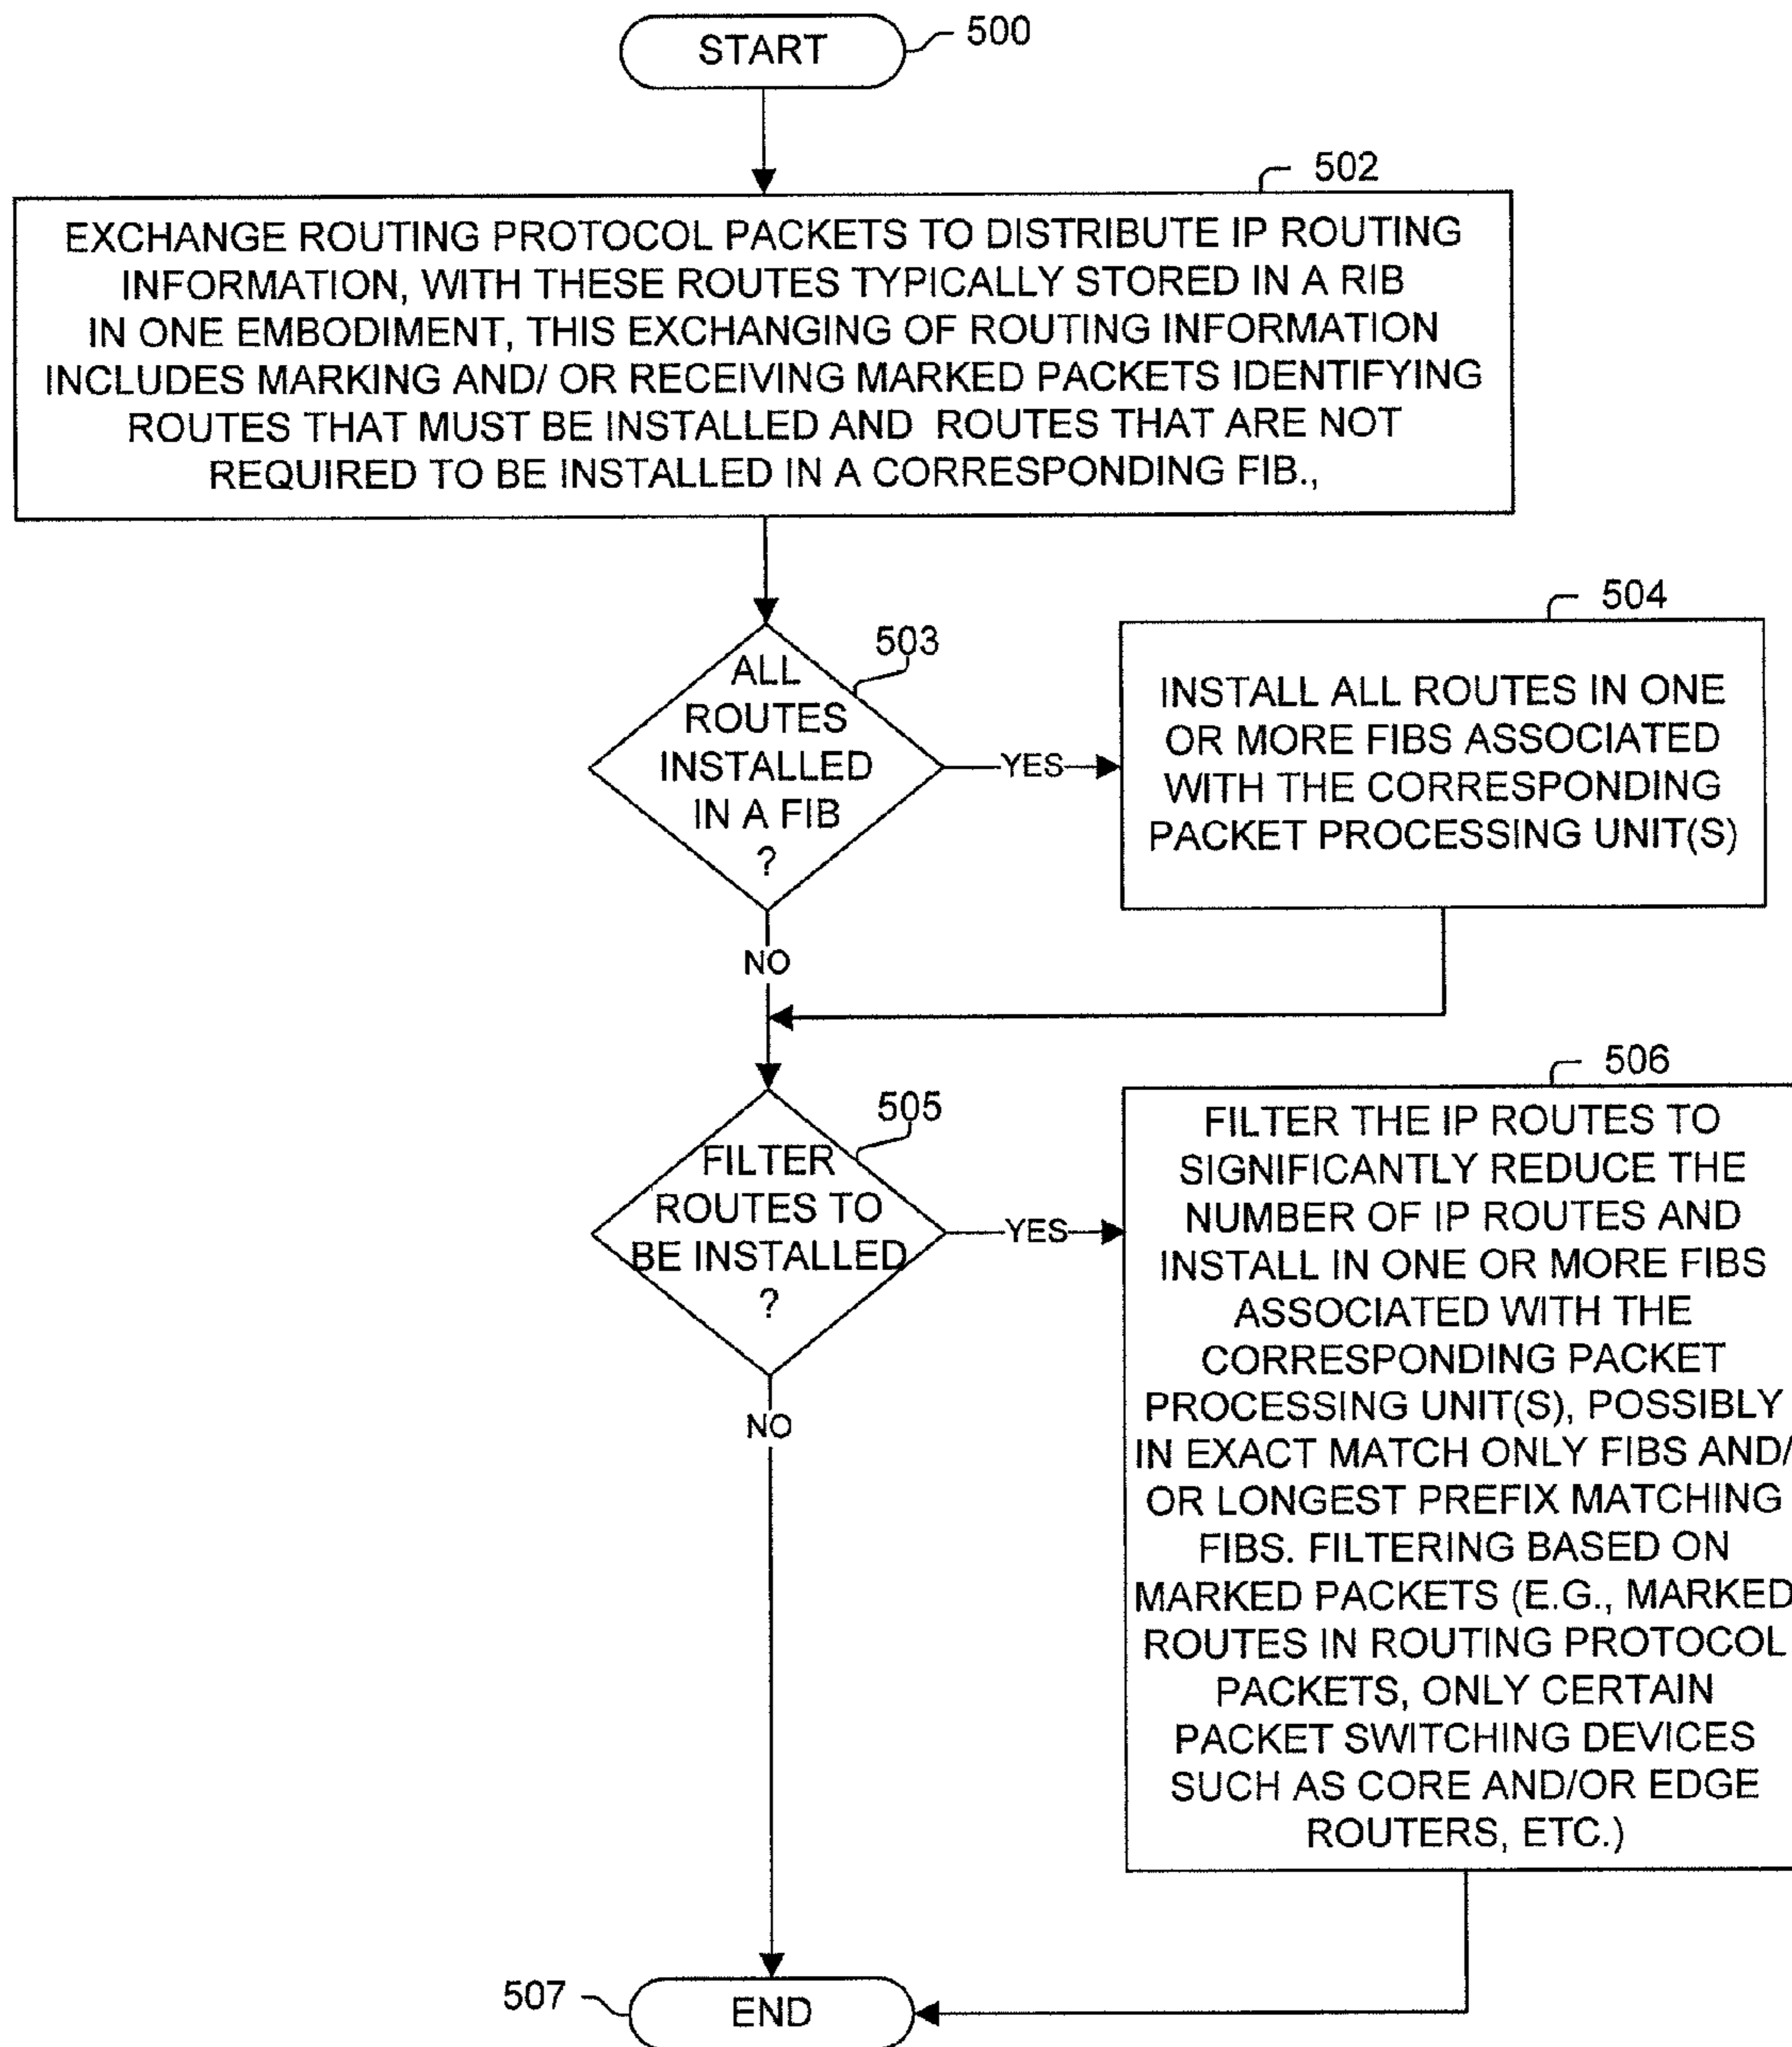 START
500
502
EXCHANGE ROUTING PROTOCOL PACKETS TO DISTRIBUTE IP ROUTING
INFORMATION, WITH THESE ROUTES TYPICALLY STORED IN A RIB
IN ONE EMBODIMENT, THIS EXCHANGING OF ROUTING INFORMATION
INCLUDES MARKING AND/ OR RECEIVING MARKED PACKETS IDENTIFYING
ROUTES THAT MUST BE INSTALLED AND ROUTES THAT ARE NOT
REQUIRED TO BE INSTALLED IN A CORRESPONDING FIB.,
503
ALL
ROUTES
INSTALLED
IN A FIB
?
YES
NO
504
INSTALL ALL ROUTES IN ONE
OR MORE FIBS ASSOCIATED
WITH THE CORRESPONDING
PACKET PROCESSING UNIT(S)
505
FILTER
ROUTES TO
BE INSTALLED
?
YES
NO
506
FILTER THE IP ROUTES TO
SIGNIFICANTLY REDUCE THE
NUMBER OF IP ROUTES AND
INSTALL IN ONE OR MORE FIBS
ASSOCIATED WITH THE
CORRESPONDING PACKET
PROCESSING UNIT(S), POSSIBLY
IN EXACT MATCH ONLY FIBS AND/
OR LONGEST PREFIX MATCHING
FIBS. FILTERING BASED ON
MARKED PACKETS (E.G., MARKED
ROUTES IN ROUTING PROTOCOL
PACKETS, ONLY CERTAIN
PACKET SWITCHING DEVICES
SUCH AS CORE AND/OR EDGE
ROUTERS, ETC.)
507
END